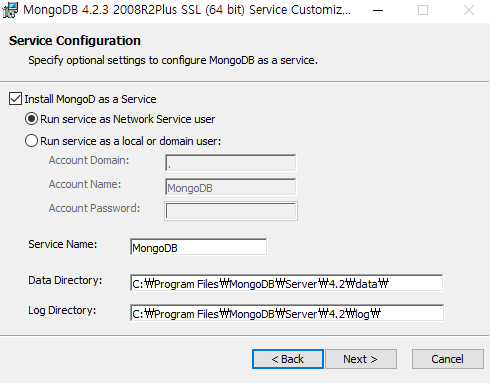 MongoDB 4.2.3 2008R2Plus SSL (64 bit) Service Customiz...
Service Configuration
Specify optional settings to configure MongoDB as a service.
Install MongoD as a Service
Run service as Network Service user
Run service as a local or domain user:
Account Domain: .
Account Name: MongoDB
Account Password:
Service Name: MongoDB
Data Directory: C:₩Program Files₩MongoDB₩Server₩4.2₩data₩
Log Directory: C:₩Program Files₩MongoDB₩Server₩4.2₩log₩
< Back Next > Cancel